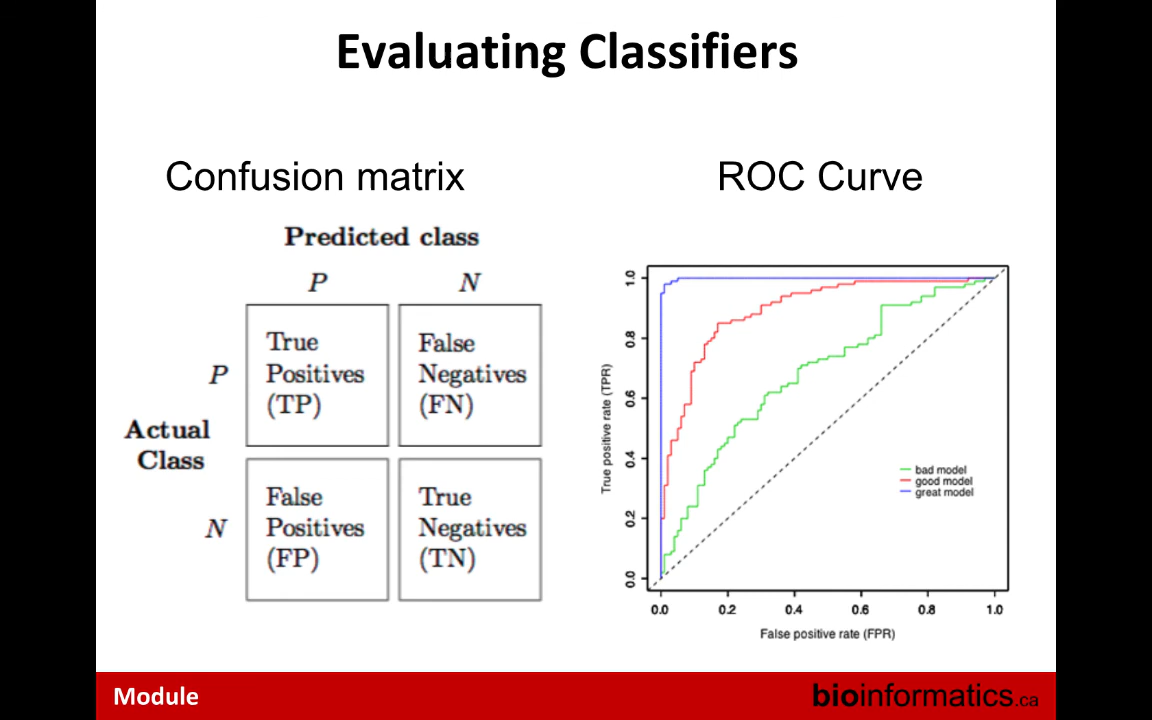 Evaluating Classifiers
Confusion matrix
Predicted class
P N
P
True
Positives
(TP)
False
Negatives
(FN)
Actual
Class
N
False
Positives
(FP)
True
Negatives
(TN)
ROC Curve
True positive rate (TPR)
1.0
0.8
0.6
0.4
0.2
0.0
bad model
good model
great model
0.0 0.2 0.4 0.6 0.8 1.0
False positive rate (FPR)
Module
bioinformatics.ca